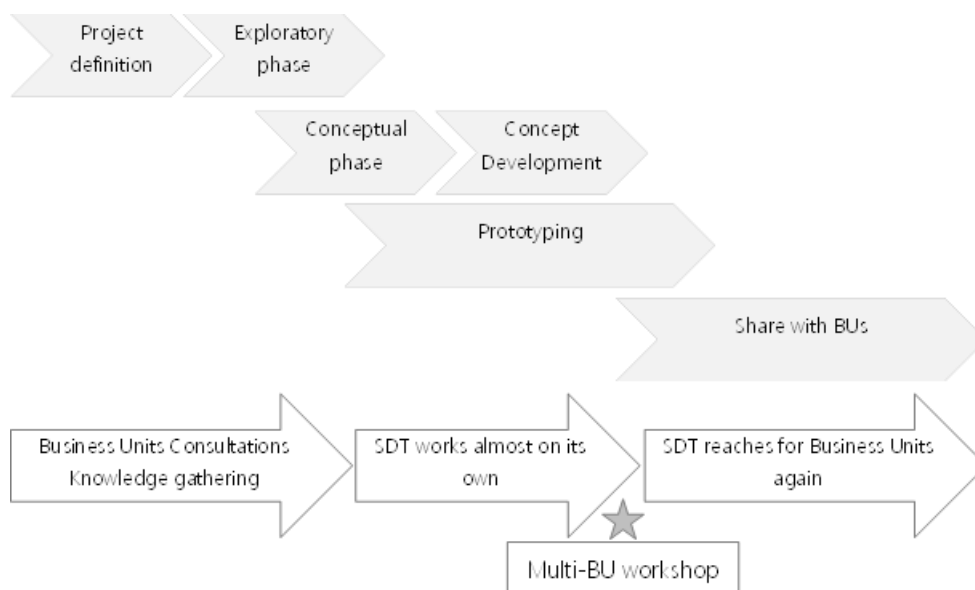 Project
definition
Exploratory
phase
Conceptual
phase
Concept
Development
Prototyping
Share with BUs
Business Units Consultations
Knowledge gathering
SDT works almost on its
own
SDT reaches for Business Units
again
Multi-BU workshop